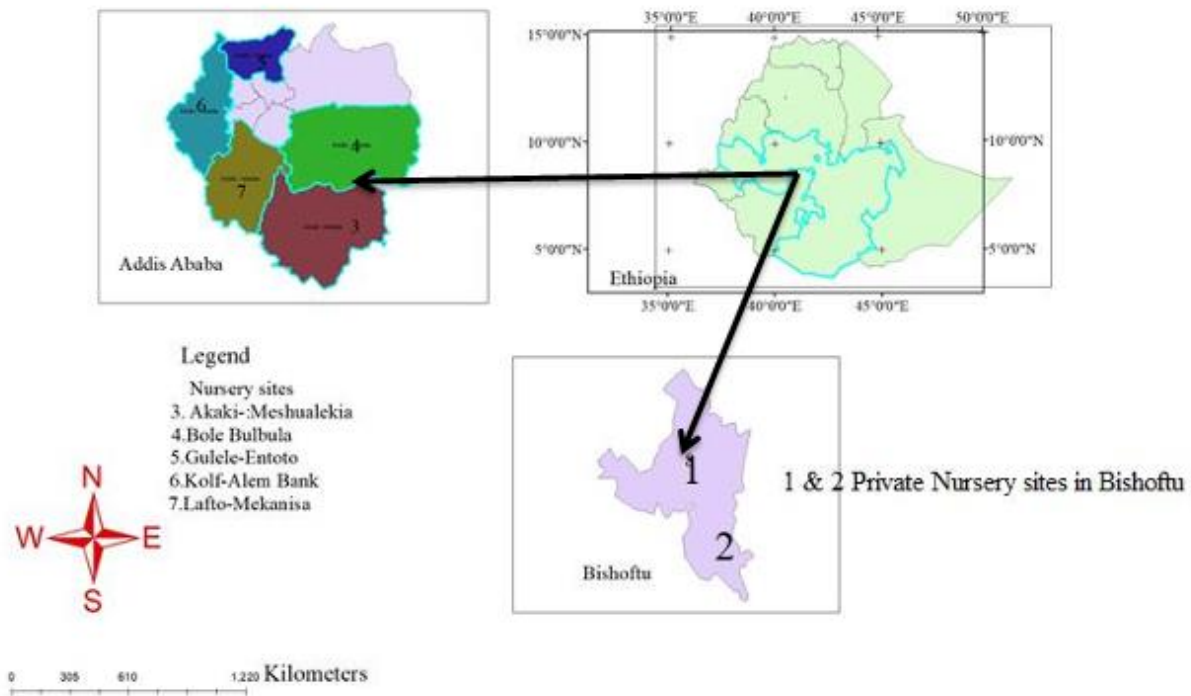 35°0'0"E 40°0'0"E 50°0'0"E
15°0'0"N
10°0'0"N
10°0'0"N
5°0'0"N
5°0'0"N
35°0'0"E 40°0'0"E 45°0'0"E
Ethiopia
5
6
4
7
3
Addis Ababa
Legend
Nursery sites
3. Akaki-:Meshualekia
4.Bole Bulbula
5.Gulele-Entoto
6.Kolf-Alem Bank
7.Lafto-Mekanisa
N
W E
S
1
2
Bishoftu
1 & 2 Private Nursery sites in Bishoftu
0 305 610 1,220 Kilometers